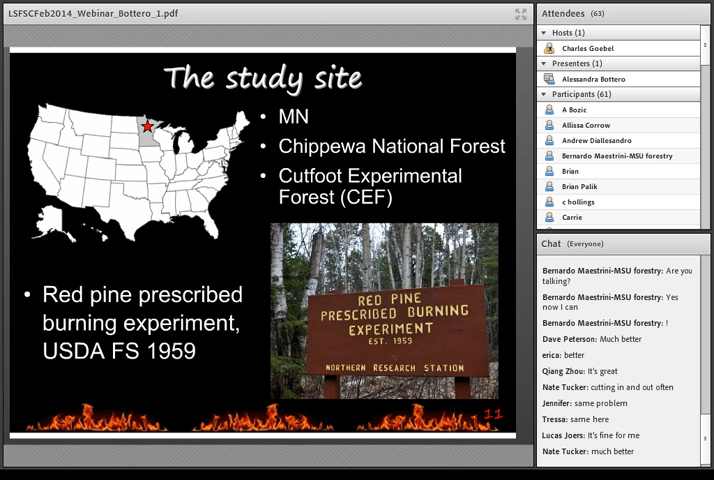 LSFSCFeb2014_Webinar_Bottero_1.pdf
The study site
• MN
• Chippewa National Forest
• Cutfoot Experimental
Forest (CEF)
• Red pine prescribed
burning experiment,
USDA FS 1959
RED PINE
PRESCRIBED BURNING
EXPERIMENT
EST. 1959
NORTHERN RESEARCH STATION
11
Attendees (63)
Hosts (1)
Charles Goebel
Presenters (1)
Alessandra Bottero
Participants (61)
A Bozic
Allissa Corrow
Andrew Diallesandro
Bernardo Maestrini-MSU forestry
Brian
Brian Palik
c hollings
Carrie
Chat (Everyone)
Bernardo Maestrini-MSU forestry: Are you
talking?
Bernardo Maestrini-MSU forestry: Yes
now I can
Bernardo Maestrini-MSU forestry: !
Dave Peterson: Much better
erica: better
Qiang Zhou: It's great
Nate Tucker: cutting in and out often
Jennifer: same problem
Tressa: same here
Lucas Joers: It's fine for me
Nate Tucker: much better